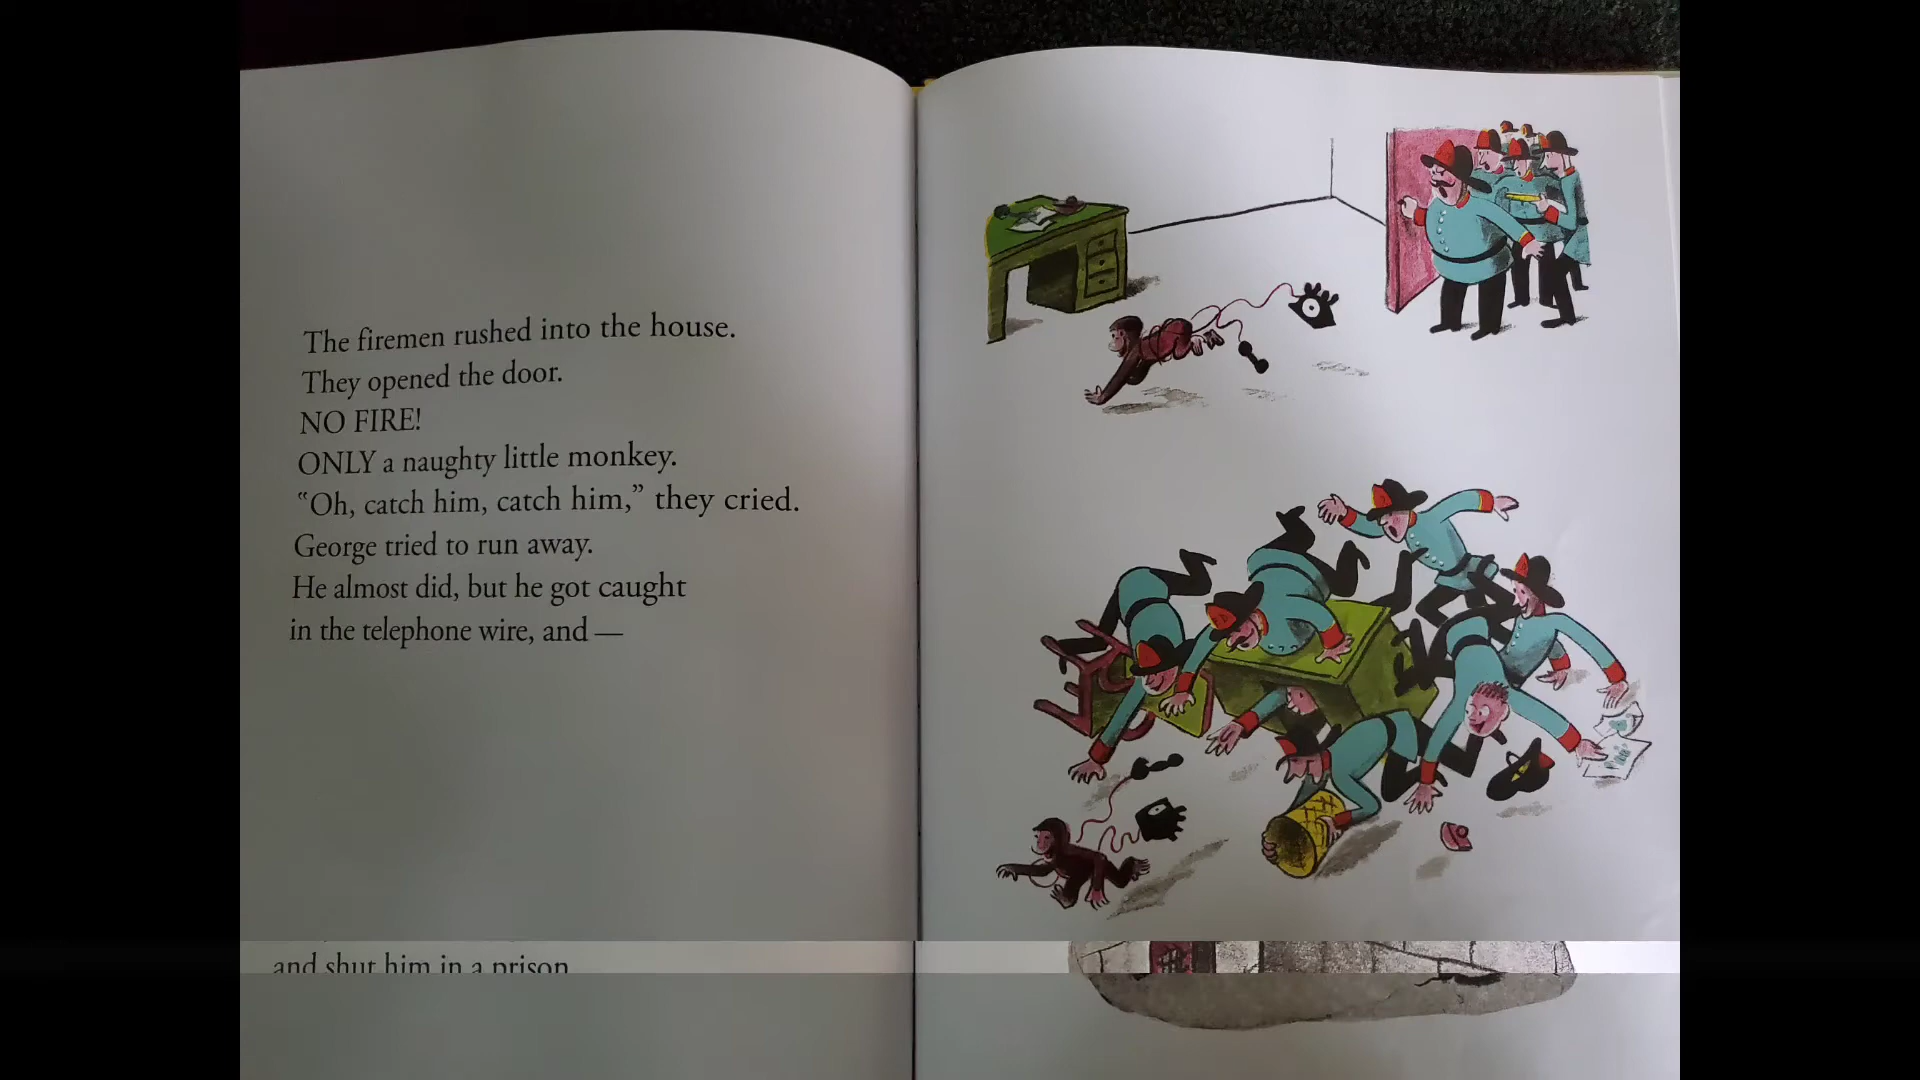 The firemen rushed into the house.
They opened the door.
NO FIRE!
ONLY a naughty little monkey.
“Oh, catch him, catch him,” they cried.
George tried to run away.
He almost did, but he got caught
in the telephone wire, and —
and shut him in a prison